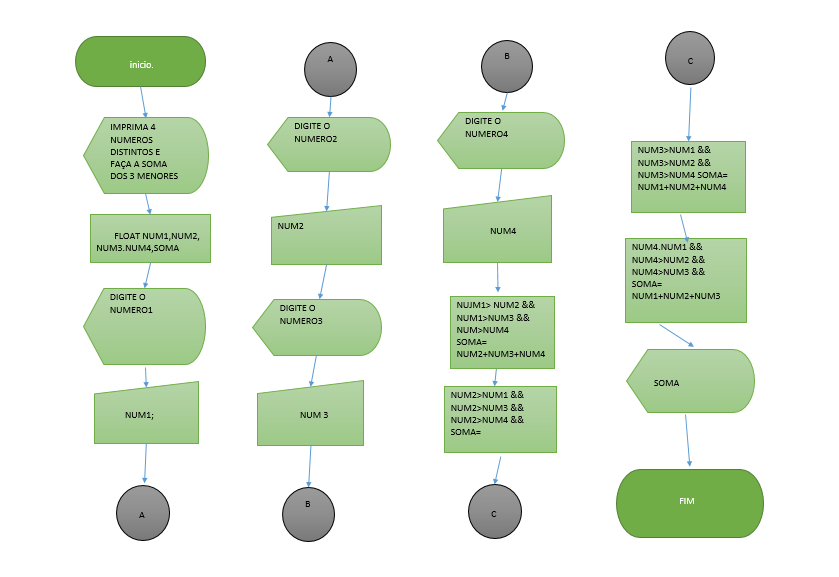 inicio.
IMPRIMA 4
NUMEROS
DISTINTOS E
FAÇA A SOMA
DOS 3 MENORES
FLOAT NUM1,NUM2,
NUM3.NUM4,SOMA
DIGITE O
NUMERO1
NUM1;
A
A
DIGITE O
NUMERO2
NUM2
DIGITE O
NUMERO3
NUM 3
B
B
DIGITE O
NUMERO4
NUM4
NUJM1> NUM2 &&
NUM1>NUM3 &&
NUM>NUM4
SOMA=
NUM2+NUM3+NUM4
NUM2>NUM1 &&
NUM2>NUM3 &&
NUM2>NUM4 &&
SOMA=
C
C
NUM3>NUM1 &&
NUM3>NUM2 &&
NUM3>NUM4 SOMA=
NUM1+NUM2+NUM4
NUM4.NUM1 &&
NUM4>NUM2 &&
NUM4>NUM3 &&
SOMA=
NUM1+NUM2+NUM3
SOMA
FIM